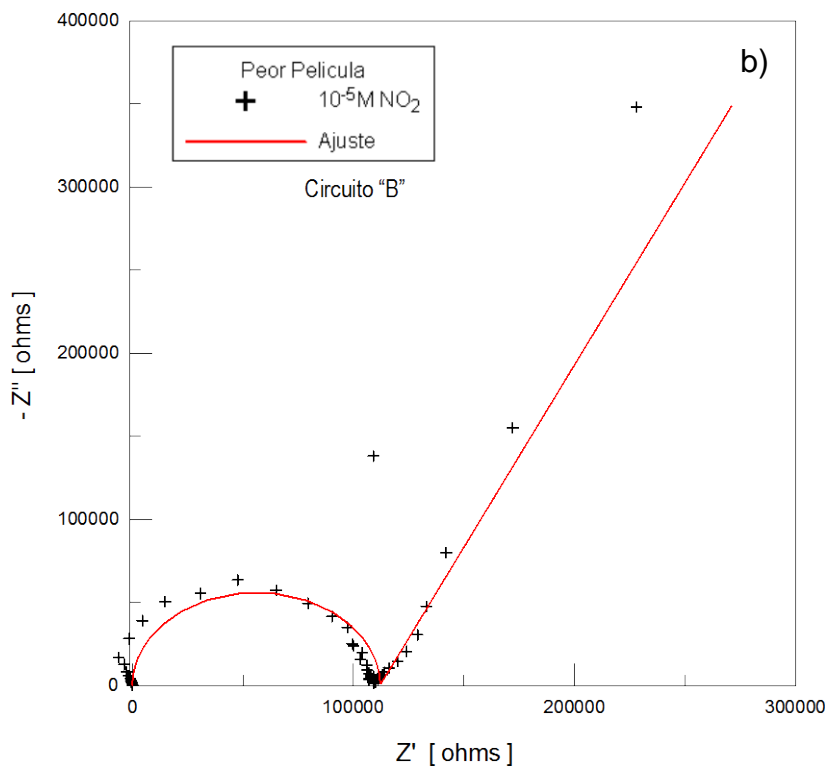 400000
300000
200000
100000
0
- Z" [ ohms ]
b)
Peor Pelicula
10-5M NO2
Ajuste
Circuito “B”
0
100000
200000
300000
Z' [ ohms ]